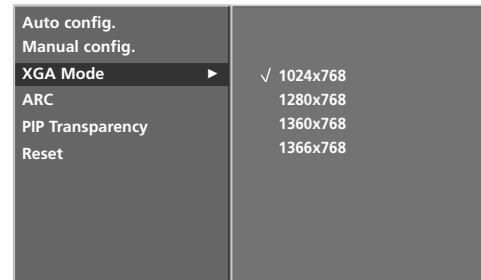 Auto config.
Manual config.
XGA Mode ►
ARC
PIP Transparency
Reset
√ 1024x768
1280x768
1360x768
1366x768